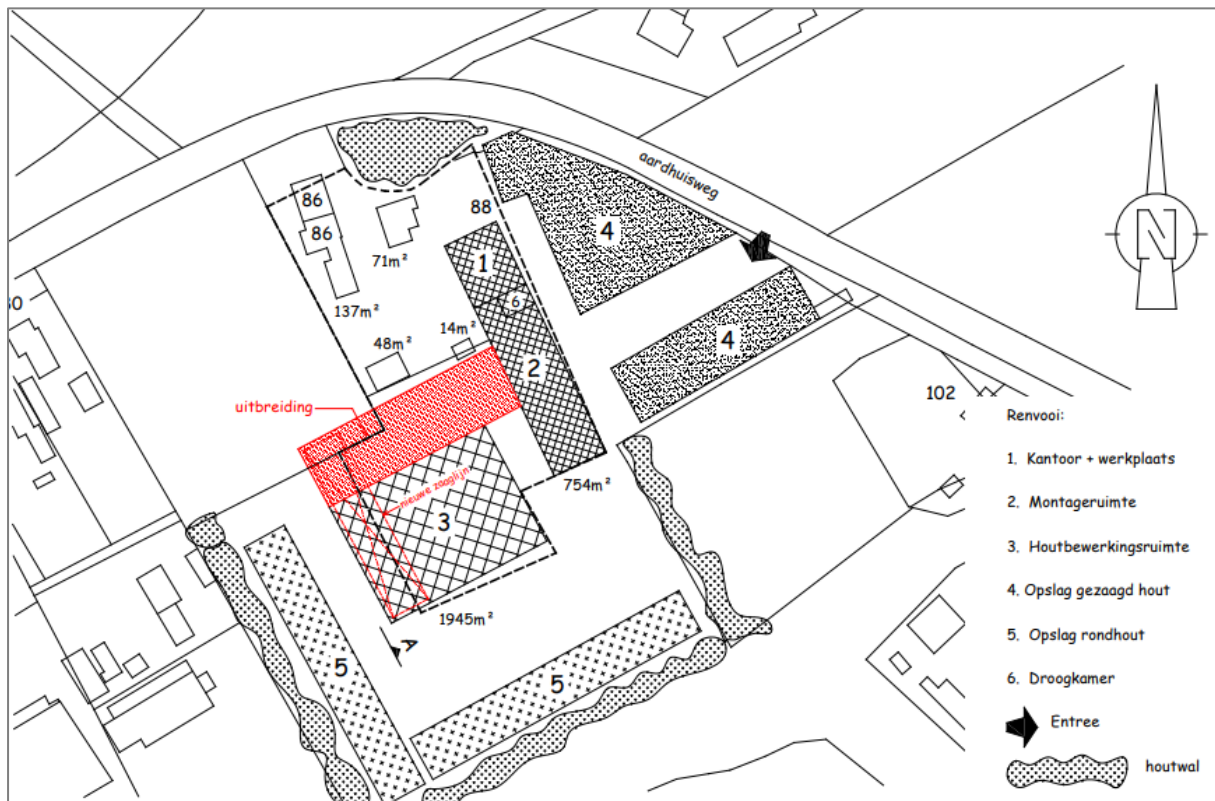 aardhuisweg
86
86
88
4
71m²
1
6
137m²
14m²
48m²
4
2
uitbreiding
102
754m²
nieuwe zaaglijn
3
1945m²
A
5
5
N
Renvooi:
1. Kantoor + werkplaats
2. Montageruimte
3. Houtbewerkingsruimte
4. Opslag gezaagd hout
5. Opslag rondhout
6. Droogkamer
Entree
houtwal